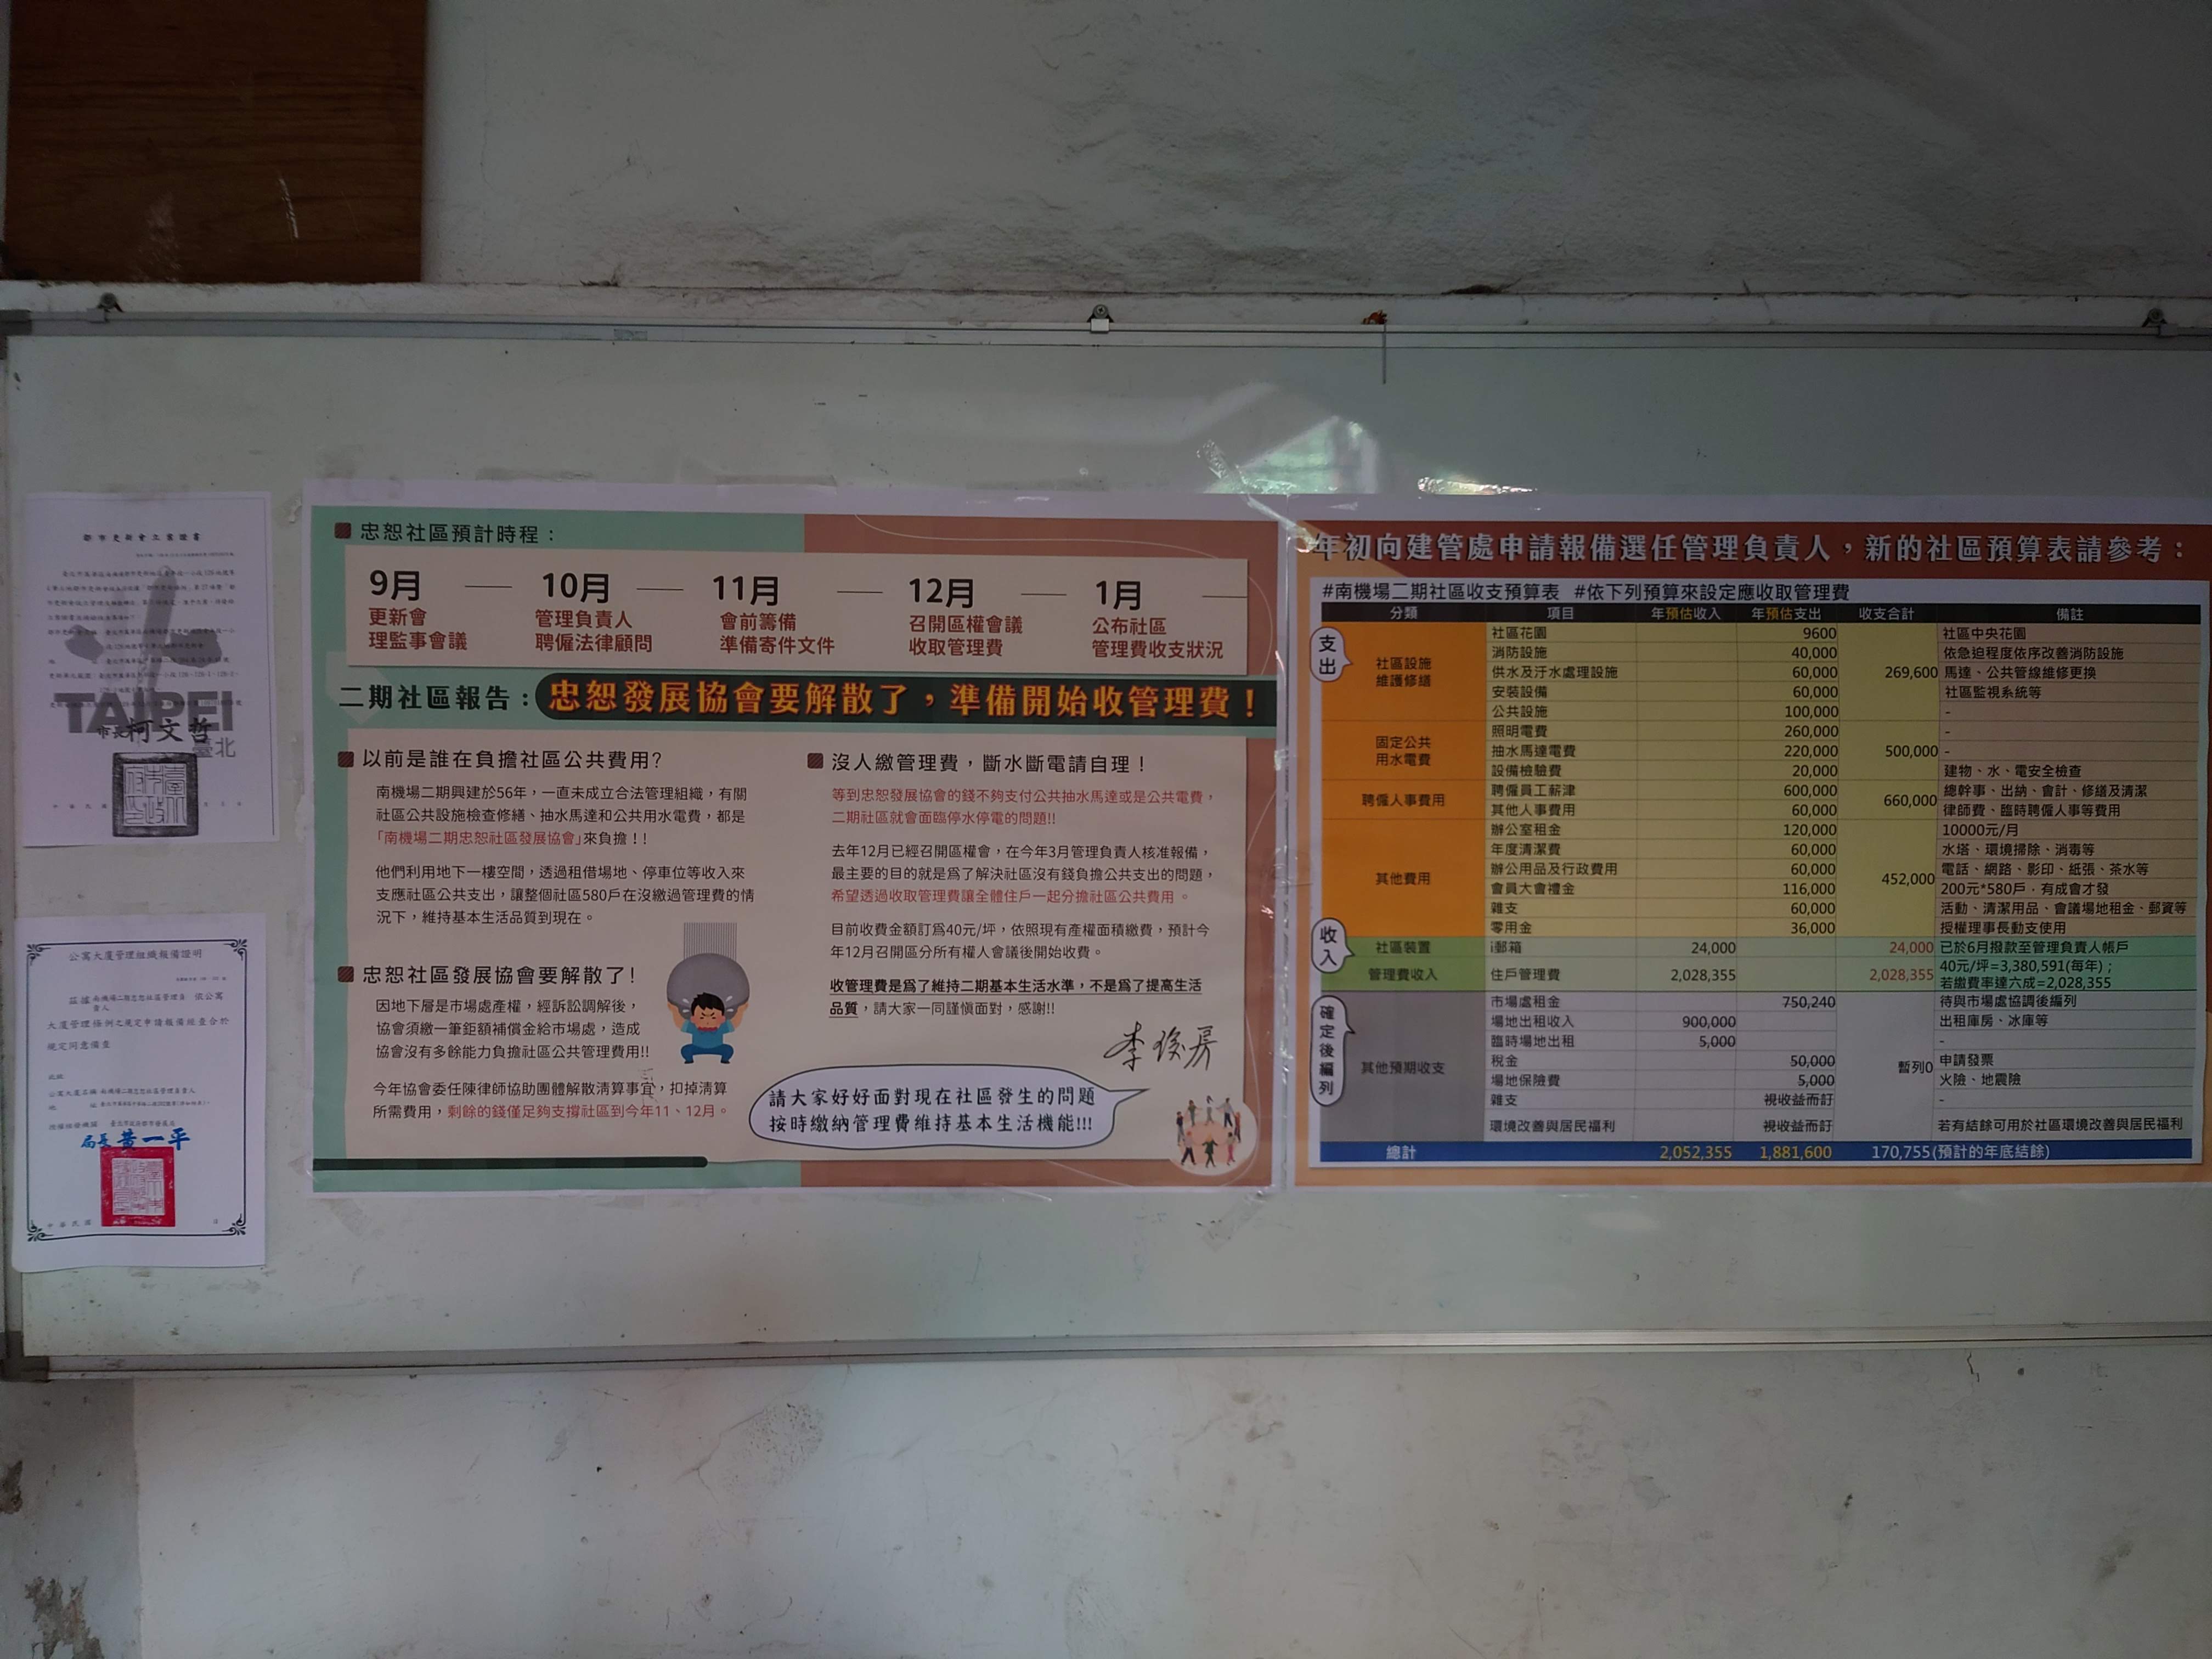 都市更新會立案證書
TAIPEI
臺北
市長柯文哲
公寓大廈管理組織報備證明
大廈管理條例之規定申請報備經查合於
規定同意備查
局長 黃一平
中華民國
忠恕社區預計時程：
9月
更新會
理監事會議
10月
管理負責人
聘僱法律顧問
11月
會前籌備
準備寄件文件
12月
召開區權會議
收取管理費
1月
公布社區
管理費收支狀況
二期社區報告：忠恕發展協會要解散了，準備開始收管理費！
以前是誰在負擔社區公共費用?
南機場二期興建於56年，一直未成立合法管理組織，有關
社區公共設施檢查修繕、抽水馬達和公共用水電費，都是
「南機場二期忠恕社區發展協會」來負擔！!
他們利用地下一樓空間，透過租借場地、停車位等收入來
支應社區公共支出，讓整個社區580戶在沒繳過管理費的情
況下，維持基本生活品質到現在。
忠恕社區發展協會要解散了!
因地下層是市場處產權，經訴訟調解後，
協會須繳一筆鉅額補償金給市場處，造成
協會沒有多餘能力負擔社區公共管理費用!!
今年協會委任陳律師協助團體解散清算事宜，扣掉清算
所需費用，剩餘的錢僅足夠支撐社區到今年11、12月。
沒人繳管理費，斷水斷電請自理！
等到忠恕發展協會的錢不夠支付公共抽水馬達或是公共電費，
二期社區就會面臨停水停電的問題!!
去年12月已經召開區權會，在今年3月管理負責人核准報備，
最主要的目的就是爲了解決社區沒有錢負擔公共支出的問題，
希望透過收取管理費讓全體住戶一起分擔社區公共費用。
目前收費金額訂爲40元/坪，依照現有產權面積繳費，預計今
年12月召開區分所有權人會議後開始收費。
收管理費是爲了維持二期基本生活水準，不是爲了提高生活
品質，請大家一同謹慎面對，感謝!!
請大家好好面對現在社區發生的問題
按時繳納管理費維持基本生活機能!!!
年初向建管處申請報備選任管理負責人，新的社區預算表請參考：
#南機場二期社區收支預算表 #依下列預算來設定應收取管理費
分類 項目 年預估收入 年預估支出 收支合計 備註
支出
社區設施維護修繕
社區花園 9600 社區中央花園
消防設施 40,000 依急迫程度依序改善消防設施
供水及汙水處理設施 60,000 269,600 馬達、公共管線維修更換
安裝設備 60,000 社區監視系統等
公共設施 100,000 -
固定公共用水電費
照明電費 260,000
抽水馬達電費 220,000 500,000 -
設備檢驗費 20,000 建物、水、電安全檢查
聘僱人事費用
聘僱員工薪津 600,000 660,000 總幹事、出納、會計、修繕及清潔
其他人事費用 60,000 律師費、臨時聘僱人事等費用
其他費用
辦公室租金 120,000 10000元/月
年度清潔費 60,000 水塔、環境掃除、消毒等
辦公用品及行政費用 60,000 452,000 電話、網路、影印、紙張、茶水等
會員大會禮金 116,000 200元*580戶，有成會才發
雜支 60,000 活動、清潔用品、會議場地租金、郵資等
零用金 36,000 授權理事長動支使用
收入
社區裝置 i郵箱 24,000 24,000 已於6月撥款至管理負責人帳戶
管理費收入 住戶管理費 2,028,355 2,028,355 40元/坪=3,380,591(每年)；
若繳費率達六成=2,028,355
確定後編列
其他預期收支
市場處租金 750,240 待與市場處協調後編列
場地出租收入 900,000 出租庫房、冰庫等
臨時場地出租 5,000 -
稅金 50,000 暫列0 申請發票
場地保險費 5,000 火險、地震險
雜支 視收益而訂 -
環境改善與居民福利 視收益而訂 若有結餘可用於社區環境改善與居民福利
總計 2,052,355 1,881,600 170,755(預計的年底結餘)